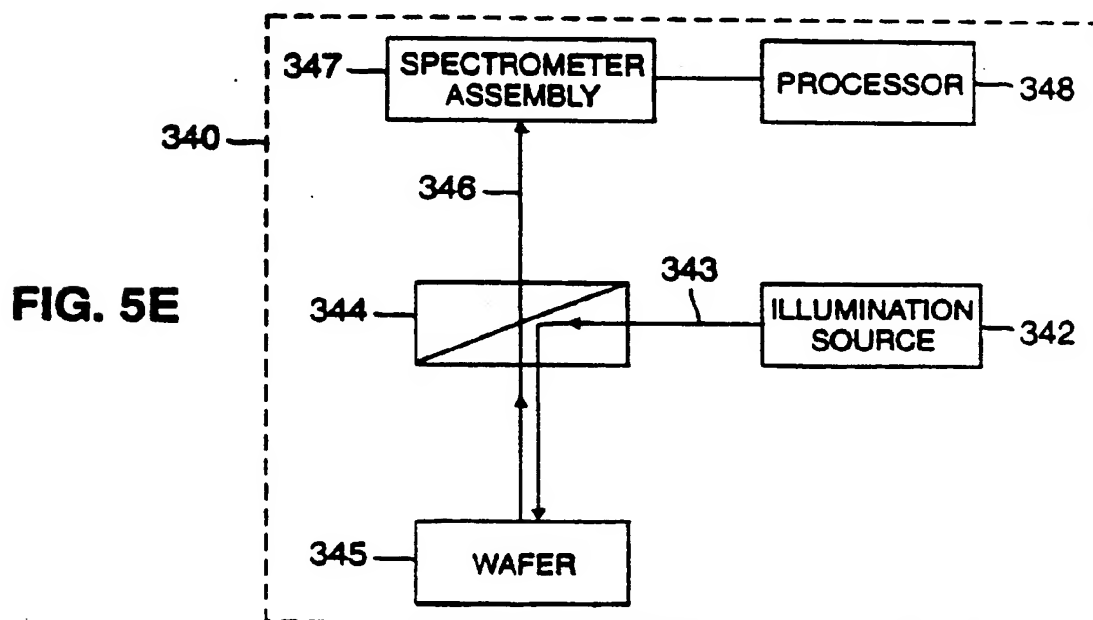 347
SPECTROMETER
ASSEMBLY
PROCESSOR
348
340
346
FIG. 5E
344
343
ILLUMINATION
SOURCE
342
345
WAFER